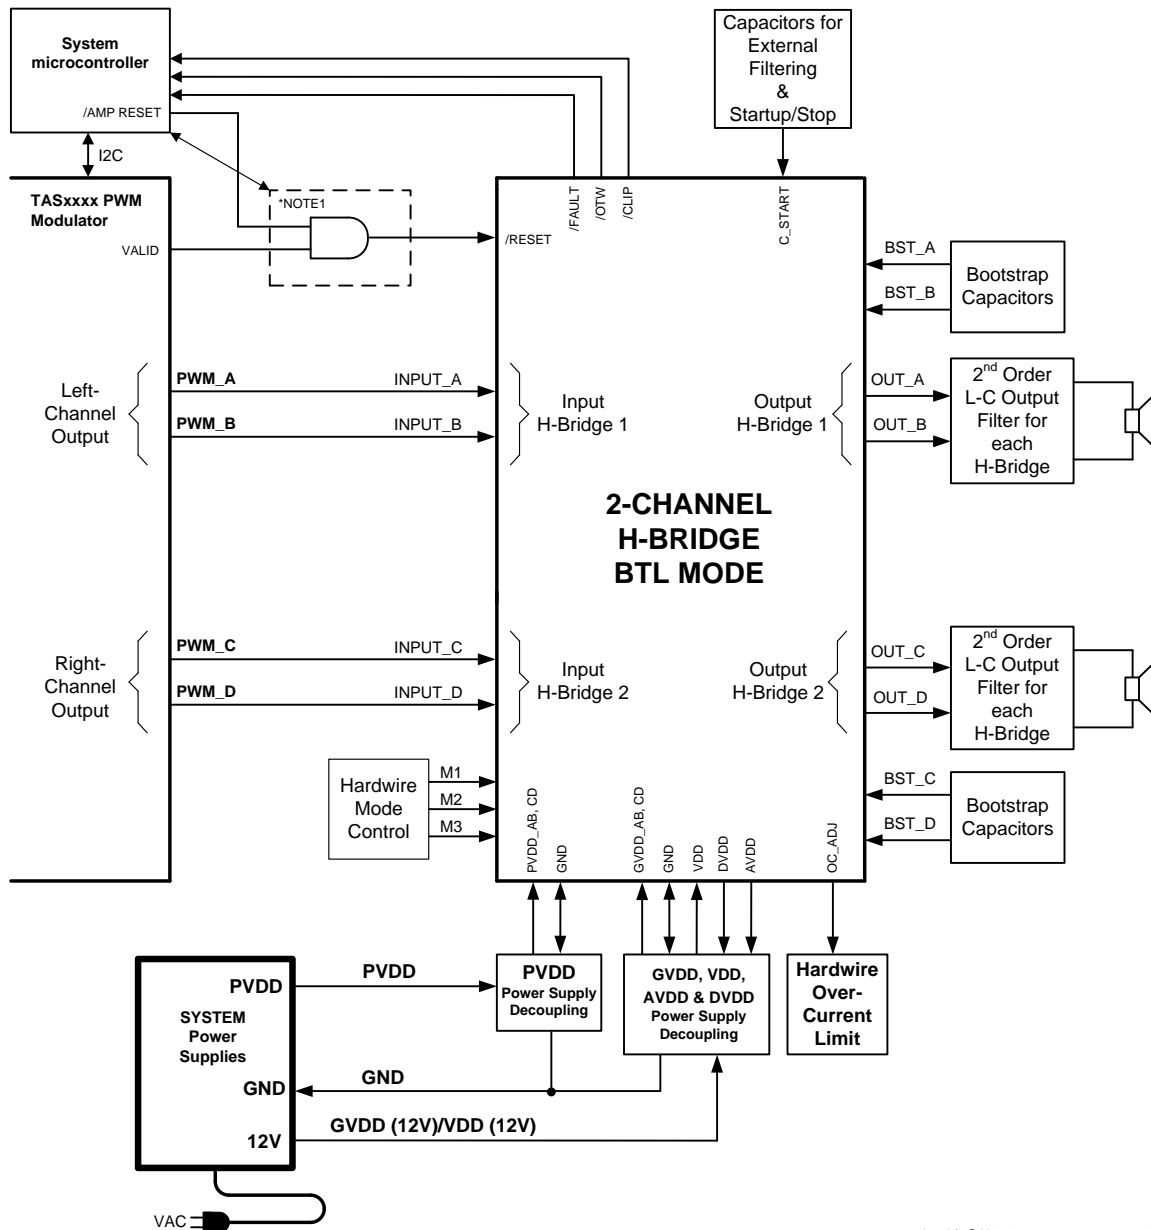 System
microcontroller
/AMP RESET
I2C
Capacitors for
External
Filtering
&
Startup/Stop
TASxxxx PWM
Modulator
VALID
*NOTE1
/RESET
/FAULT
/OTW
/CLIP
C_START
BST_A
BST_B
Bootstrap
Capacitors
Left-
Channel
Output
PWM_A
PWM_B
INPUT_A
INPUT_B
Input
H-Bridge 1
Output
H-Bridge 1
OUT_A
OUT_B
2nd Order
L-C Output
Filter for
each
H-Bridge
2-CHANNEL
H-BRIDGE
BTL MODE
Right-
Channel
Output
PWM_C
PWM_D
INPUT_C
INPUT_D
Input
H-Bridge 2
Output
H-Bridge 2
OUT_C
OUT_D
2nd Order
L-C Output
Filter for
each
H-Bridge
Hardwire
Mode
Control
M1
M2
M3
PVDD_AB, CD
GND
GVDD_AB, CD
GND
VDD
DVDD
AVDD
OC_ADJ
BST_C
BST_D
Bootstrap
Capacitors
PVDD
SYSTEM
Power
Supplies
GND
12V
PVDD
PVDD
Power Supply
Decoupling
GVDD, VDD,
AVDD & DVDD
Power Supply
Decoupling
Hardwire
Over-
Current
Limit
GND
GVDD (12V)/VDD (12V)
VAC